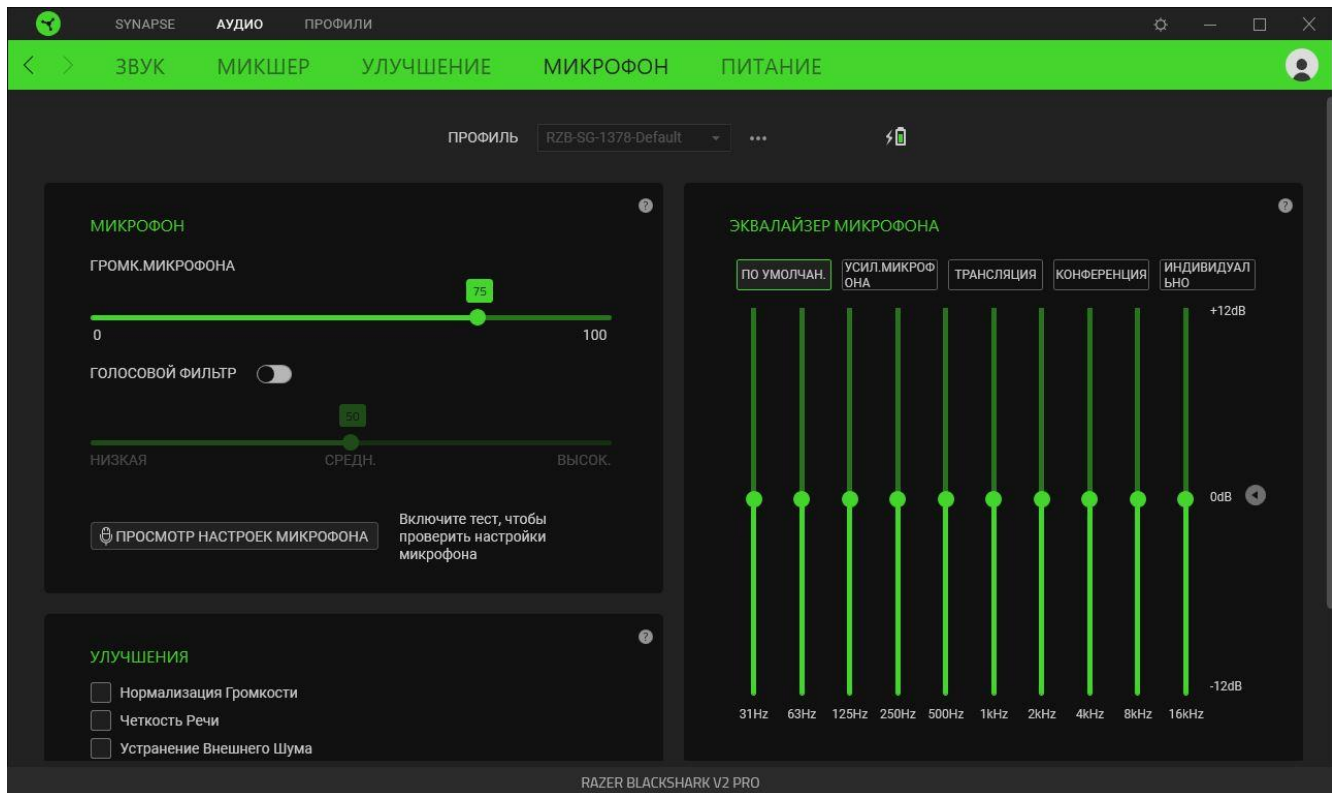 SYNAPSE АУДИО ПРОФИЛИ
ЗВУК МИКШЕР УЛУЧШЕНИЕ МИКРОФОН ПИТАНИЕ
ПРОФИЛЬ RZB-SG-1378-Default
МИКРОФОН
ГРОМК.МИКРОФОНА
75
0 100
ГОЛОСОВОЙ ФИЛЬТР
50
НИЗКАЯ СРЕДН. ВЫСОК.
ПРОСМОТР НАСТРОЕК МИКРОФОНА
Включите тест, чтобы
проверить настройки
микрофона
УЛУЧШЕНИЯ
Нормализация Громкости
Четкость Речи
Устранение Внешнего Шума
ЭКВАЛАЙЗЕР МИКРОФОНА
ПО УМОЛЧАН.
УСИЛ.МИКРОФ
ОНА
ТРАНСЛЯЦИЯ
КОНФЕРЕНЦИЯ
ИНДИВИДУАЛ
ЬНО
+12dB
0dB
-12dB
31Hz 63Hz 125Hz 250Hz 500Hz 1kHz 2kHz 4kHz 8kHz 16kHz
RAZER BLACKSHARK V2 PRO